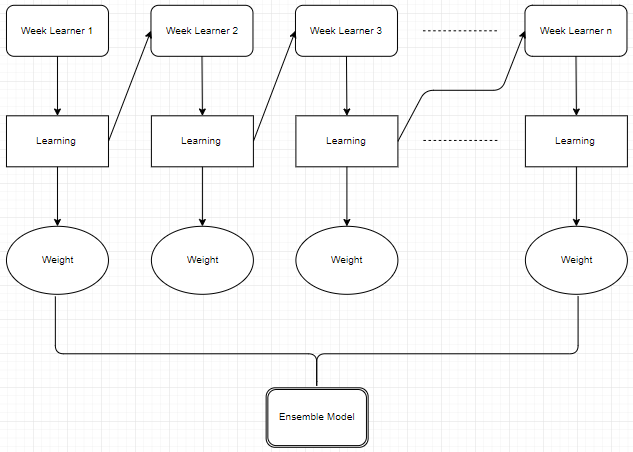 Week Learner 1
Week Learner 2
Week Learner 3
Week Learner n
Learning
Learning
Learning
Learning
Weight
Weight
Weight
Weight
Ensemble Model